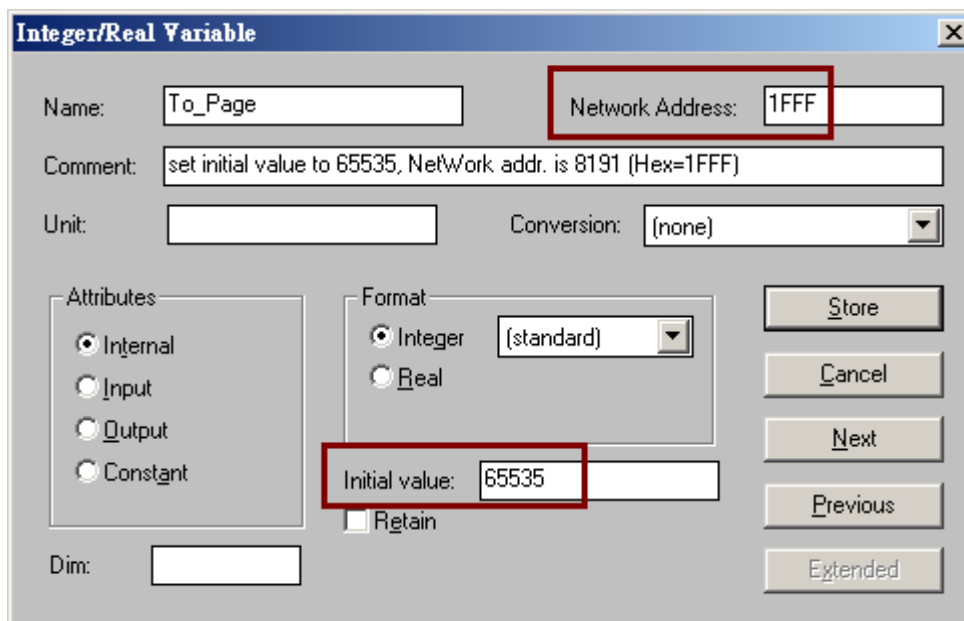 Integer/Real Variable
Name: To_Page Network Address: 1FFF
Comment: set initial value to 65535, NetWork addr. is 8191 (Hex=1FFF)
Unit: Conversion: (none)
Attributes Format
Internal Integer (standard) Store
Input Real Cancel
Output Next
Constant Initial value: 65535
Retain Previous
Dim: Extended